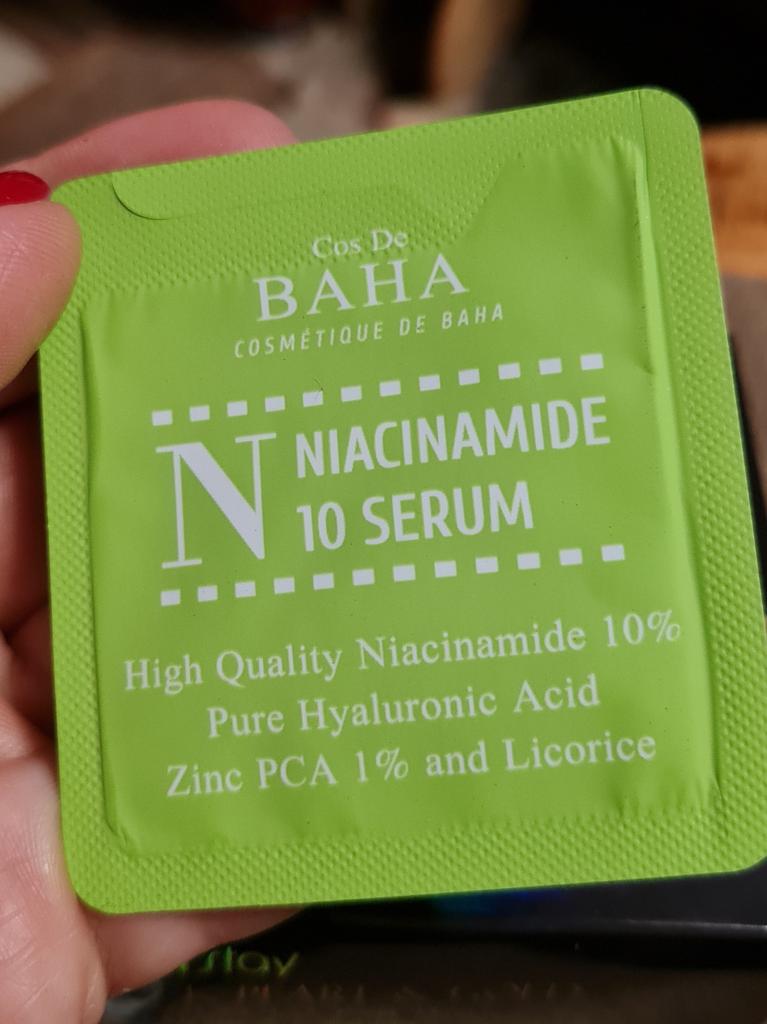 Cos De
BAHA
COSMÉTIQUE DE BAHA
N NIACINAMIDE
10 SERUM
High Quality Niacinamide 10%
Pure Hyaluronic Acid
Zinc PCA 1% and Licorice